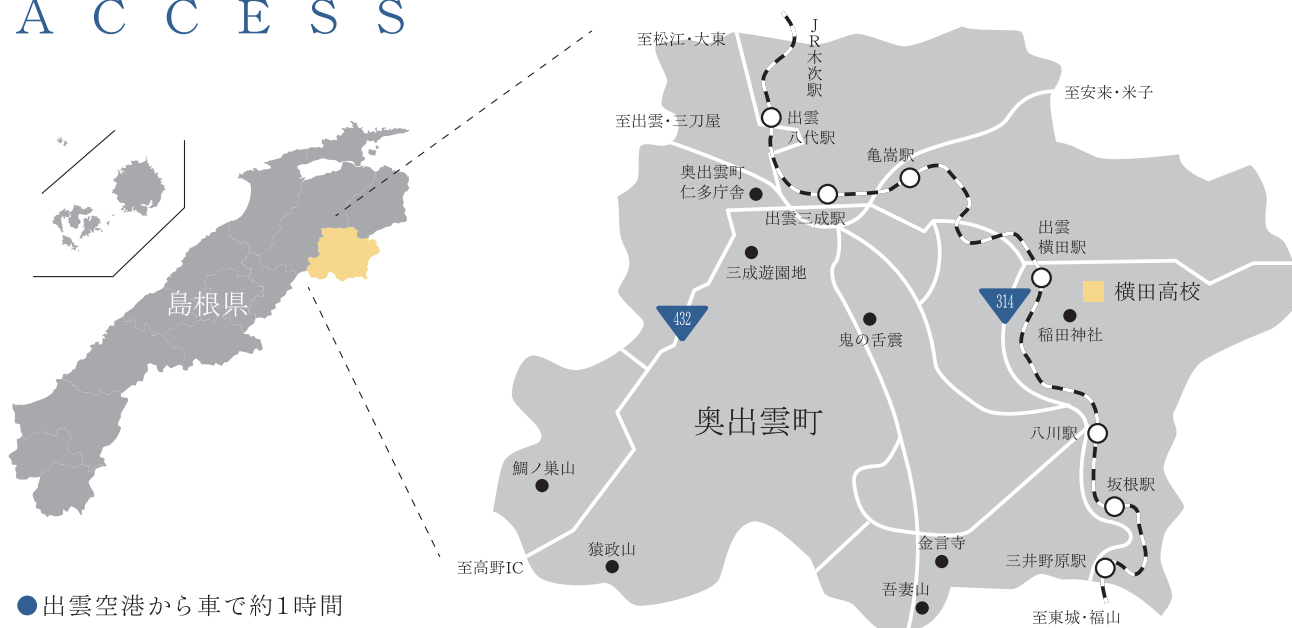 ACCESS
島根県
●出雲空港から車で約1時間
至松江・大東
JR木次駅
至安来・米子
至出雲・三刀屋
出雲
八代駅
亀嵩駅
奥出雲町
仁多庁舎
出雲三成駅
出雲
横田駅
三成遊園地
横田高校
314
432
稲田神社
鬼の舌震
奥出雲町
八川駅
鯛ノ巣山
坂根駅
金言寺
猿政山
三井野原駅
至高野IC
吾妻山
至東城・福山